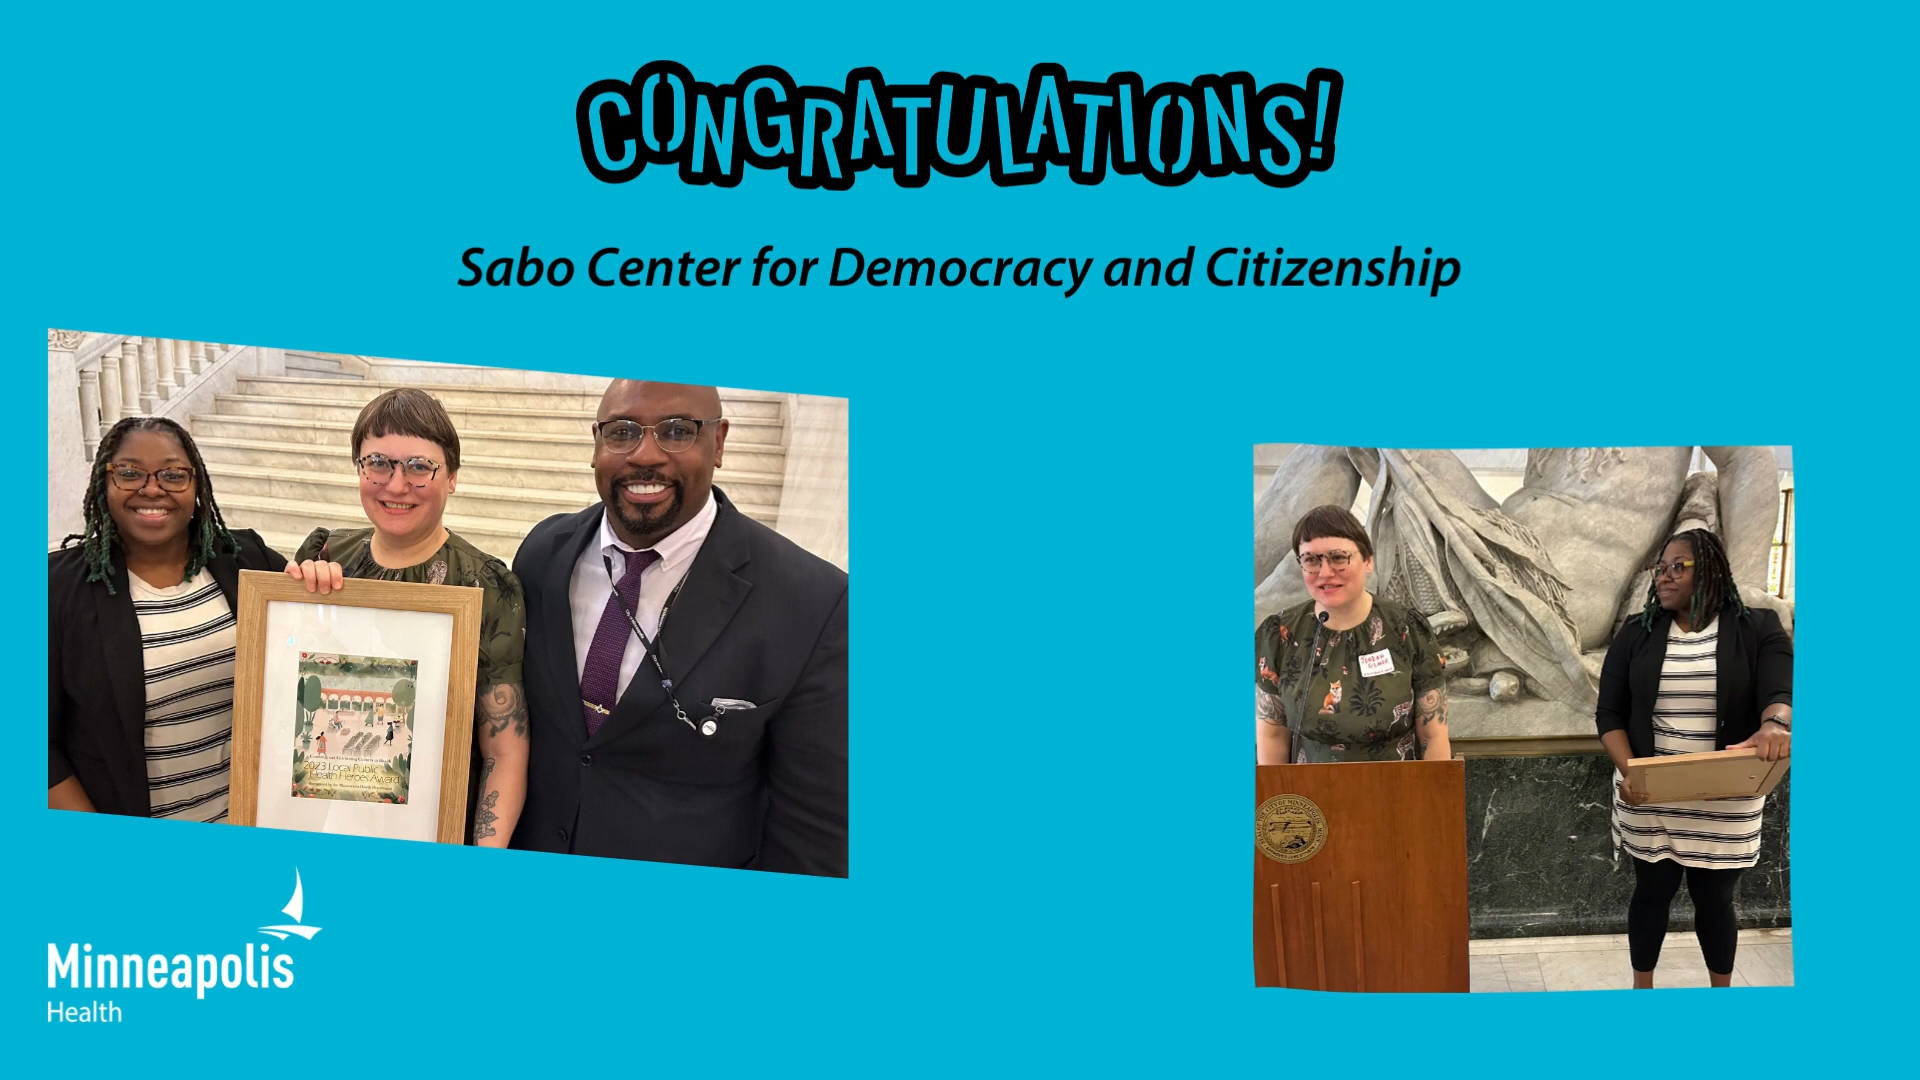 CONGRATULATIONS!
Sabo Center for Democracy and Citizenship
2023 Local Public
Health Heroes Award
Minneapolis
Health